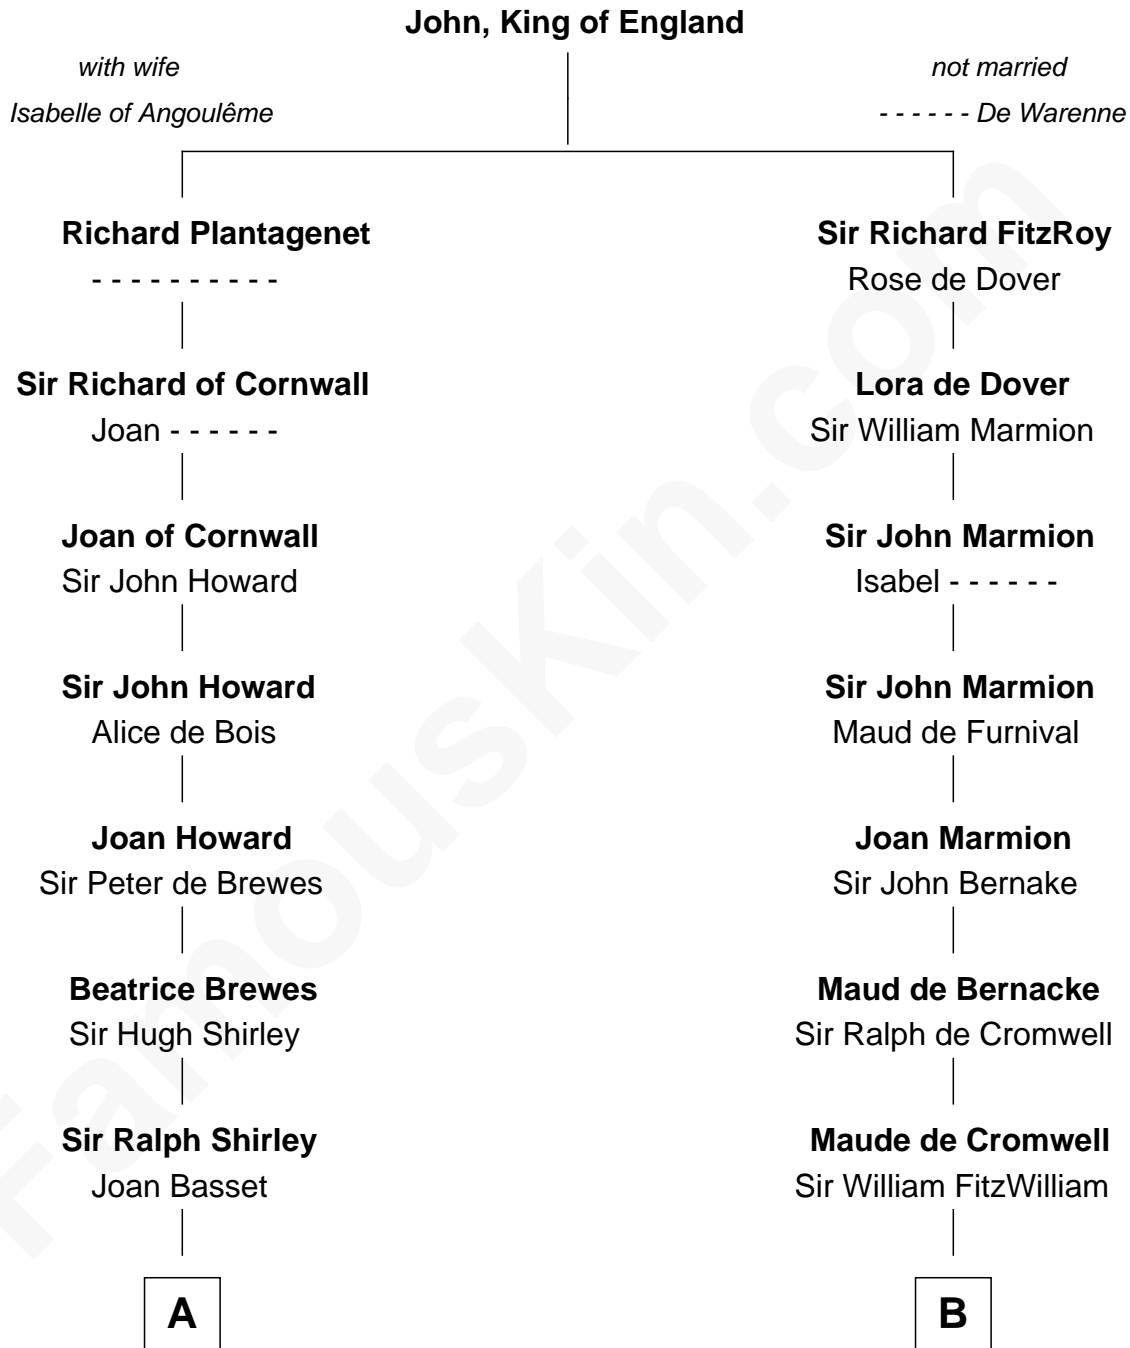 John, King of England
with wife
Isabelle of Angoulême
not married
- - - - - - De Warenne
Richard Plantagenet
- - - - - - - - - -
Sir Richard FitzRoy
Rose de Dover
Sir Richard of Cornwall
Joan - - - - - -
Lora de Dover
Sir William Marmion
Joan of Cornwall
Sir John Howard
Sir John Marmion
Isabel - - - - - -
Sir John Howard
Alice de Bois
Sir John Marmion
Maud de Furnival
Joan Howard
Sir Peter de Brewes
Joan Marmion
Sir John Bernake
Beatrice Brewes
Sir Hugh Shirley
Maud de Bernacke
Sir Ralph de Cromwell
Sir Ralph Shirley
Joan Basset
Maude de Cromwell
Sir William FitzWilliam
A
B
FamousKin.com